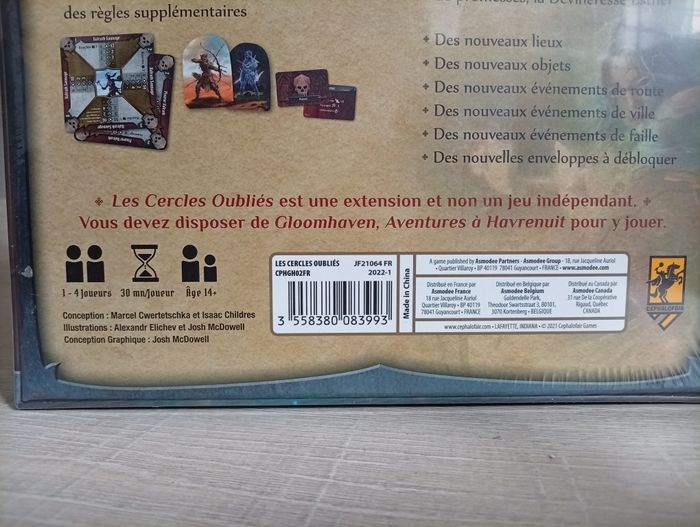 des règles supplémentaires
Des nouveaux lieux
Des nouveaux objets
Des nouveaux événements de route
Des nouveaux événements de ville
Des nouveaux événements de faille
Des nouvelles enveloppes à débloquer
Les Cercles Oubliés est une extension et non un jeu indépendant.
Vous devez disposer de Gloomhaven, Aventures à Havrenuit pour y jouer.
1 - 4 joueurs
30 mn/joueur
Âge 14+
Conception : Marcel Cwertetschka et Isaac Childres
Illustrations : Alexandr Elichev et Josh McDowell
Conception Graphique : Josh McDowell
LES CERCLES OUBLIÉS JF21064 FR
CPHGH02FR 2022-1
3 558380 083993
Made in China
A game published by Asmodee Partners - Asmodee Group - 18, rue Jacqueline Auriol
• Quartier Villaroy • BP 40119 78041 Guyancourt • FRANCE • www.asmodee.com
Distribué en France par
Asmodee France
18 rue Jacqueline Auriol
Quartier Villaroy • BP 40119
78041 Guyancourt • FRANCE
Distribué en Belgique par
Asmodee Belgium
Guldendelle Park,
Theodoor Swartsstraat 3, B0301,
3070 Kortenberg • BELGIQUE
Distribué au Canada par
Asmodee Canada
31 rue de la Coopérative
Rigaud, Québec.
CANADA
www.cephalofair.com • LAFAYETTE, INDIANA © 2021 Cephalofair Games
CEPHALOFAIR